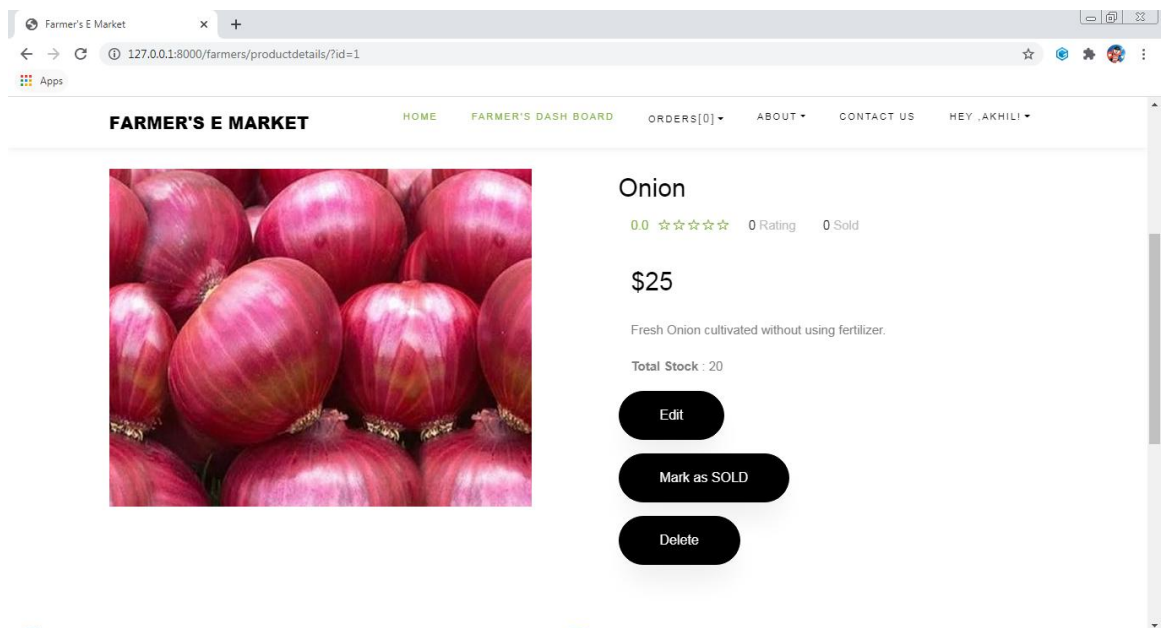 Farmer's E Market
127.0.0.1:8000/farmers/productdetails/?id=1
Apps
FARMER'S E MARKET
HOME FARMER'S DASH BOARD ORDERS[0] ABOUT CONTACT US HEY ,AKHIL!
Onion
0.0 ☆☆☆☆☆ 0 Rating 0 Sold
$25
Fresh Onion cultivated without using fertilizer.
Total Stock : 20
Edit
Mark as SOLD
Delete